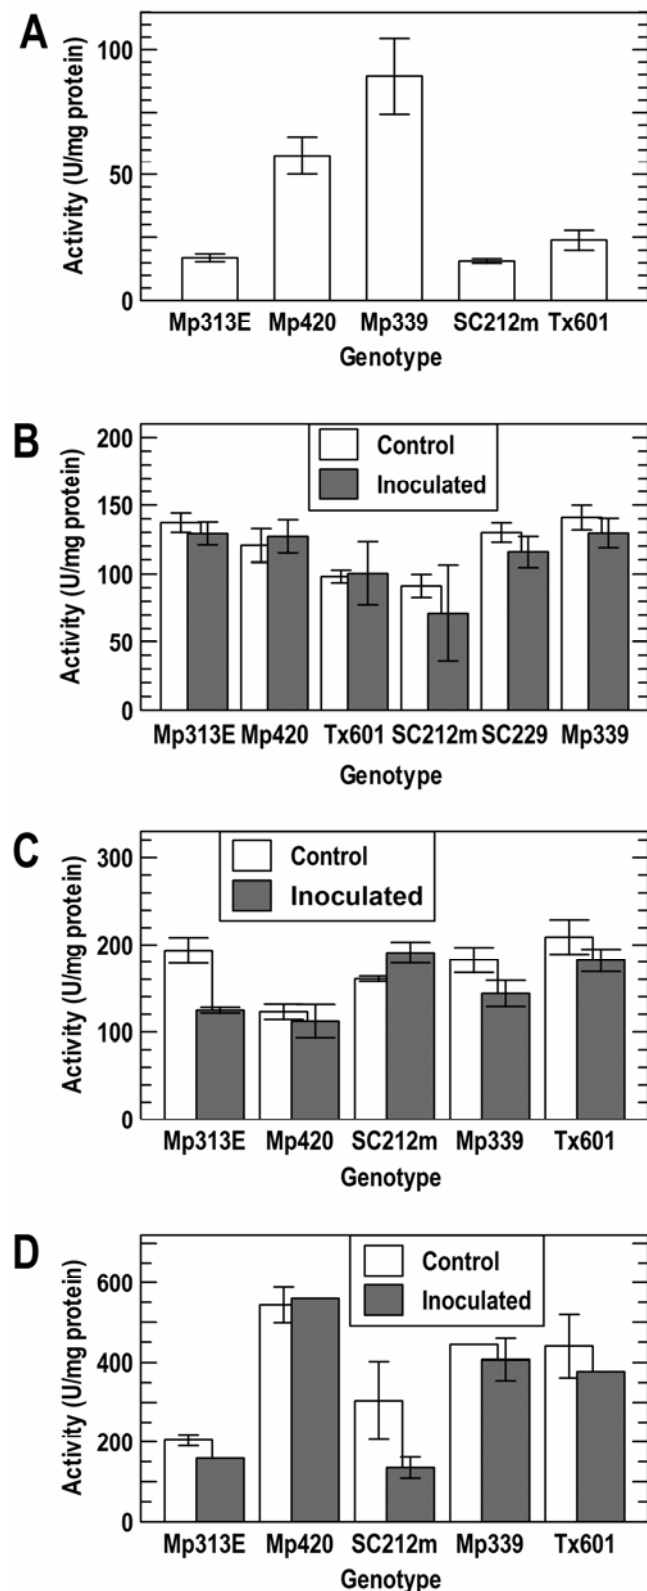 A
Activity (U/mg protein)
100
50
0
Mp313E Mp420 Mp339 SC212m Tx601
Genotype
B
Activity (U/mg protein)
200
150
100
50
0
Control
Inoculated
Mp313E Mp420 Tx601 SC212m SC229 Mp339
Genotype
C
Activity (U/mg protein)
300
200
100
0
Control
Inoculated
Mp313E Mp420 SC212m Mp339 Tx601
Genotype
D
Activity (U/mg protein)
600
400
200
0
Control
Inoculated
Mp313E Mp420 SC212m Mp339 Tx601
Genotype